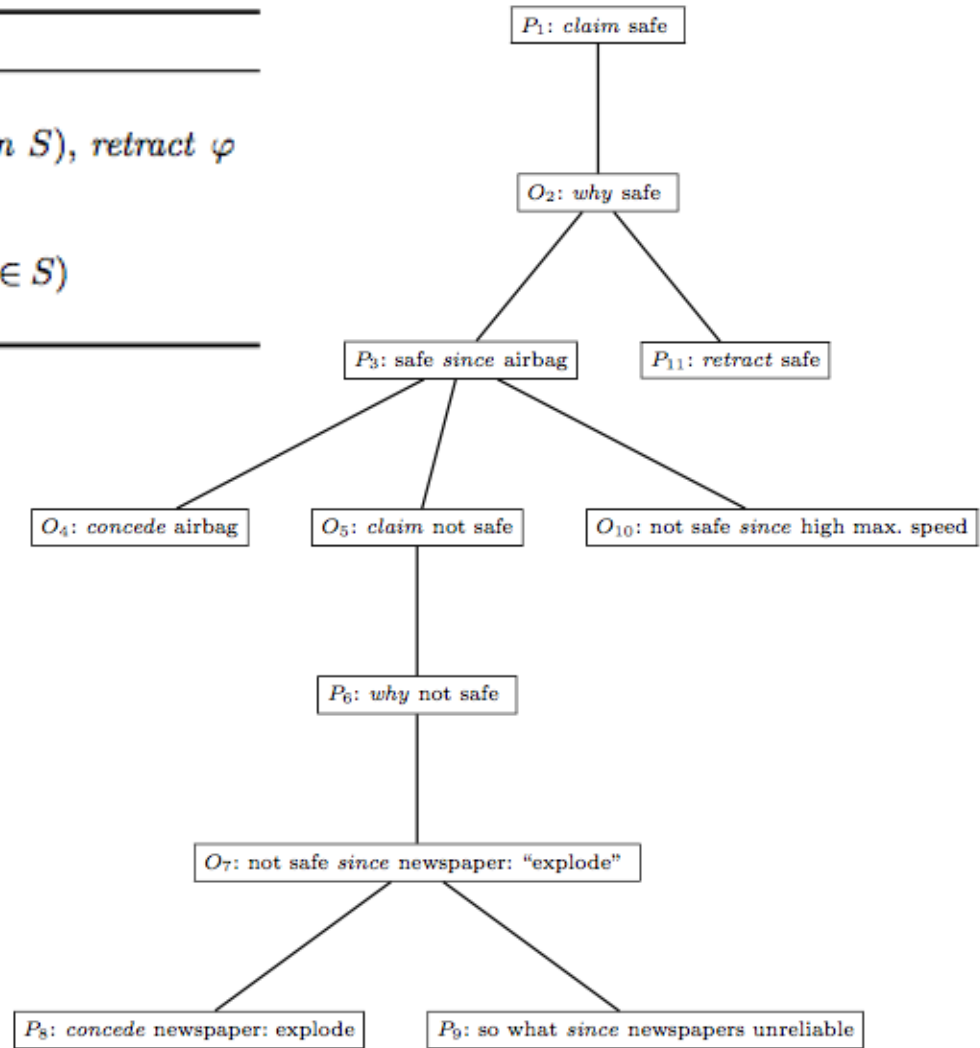 n S), retract φ
∈ S)
P₁: claim safe
O₂: why safe
P₃: safe since airbag
P₁₁: retract safe
O₄: concede airbag
O₅: claim not safe
O₁₀: not safe since high max. speed
P₆: why not safe
O₇: not safe since newspaper: “explode”
P₈: concede newspaper: explode
P₉: so what since newspapers unreliable